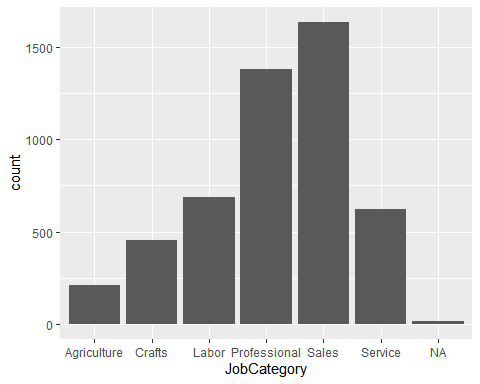 1500
1000
500
0
count
Agriculture Crafts Labor Professional Sales Service NA
JobCategory